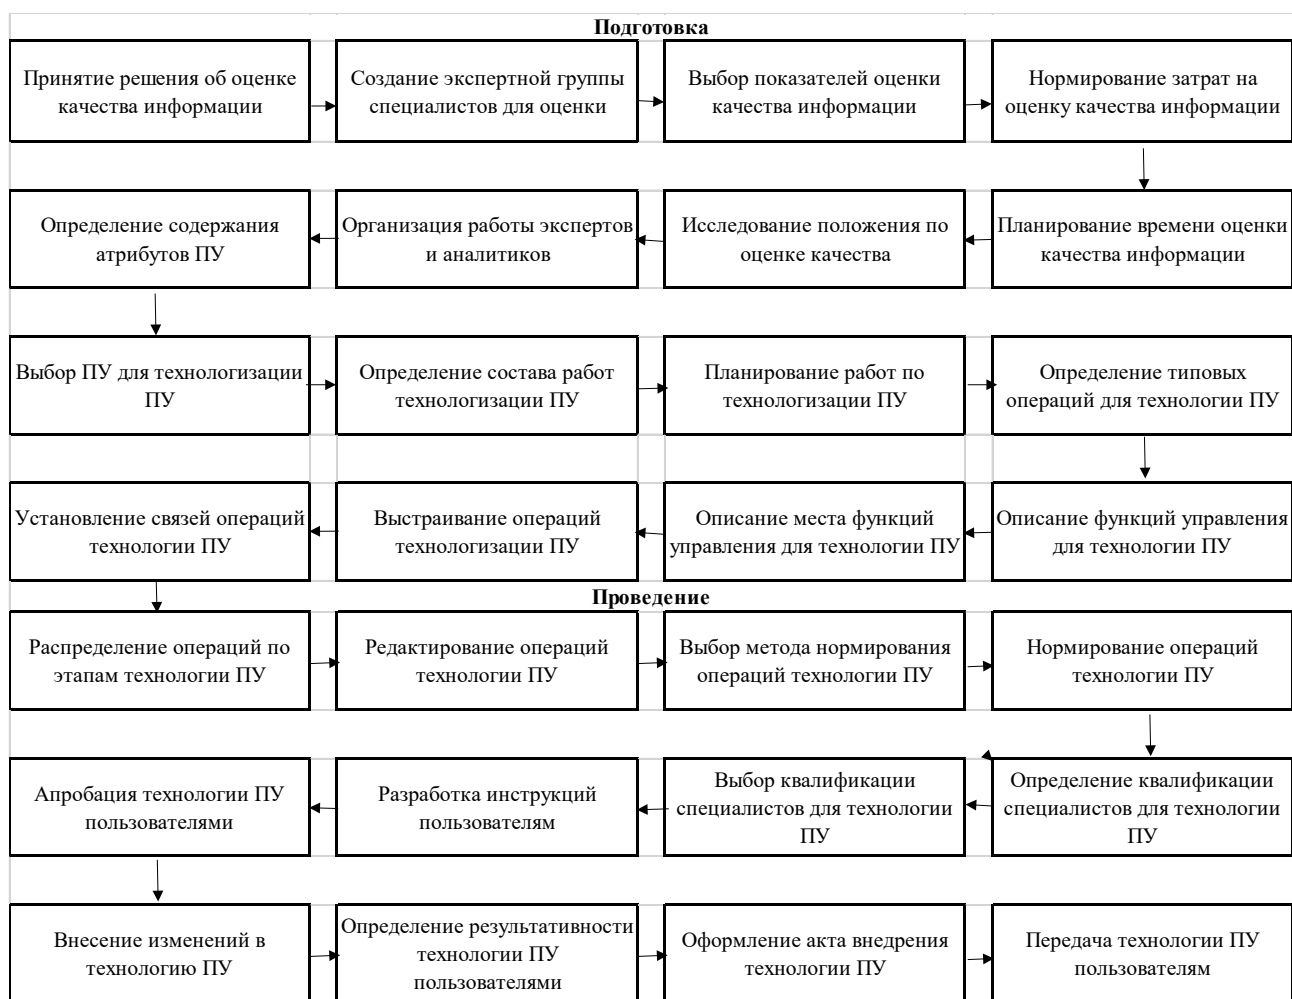 Подготовка
Принятие решения об оценке
качества информации
Создание экспертной группы
специалистов для оценки
Выбор показателей оценки
качества информации
Нормирование затрат на
оценку качества информации
Определение содержания
атрибутов ПУ
Организация работы экспертов
и аналитиков
Исследование положения по
оценке качества
Планирование времени оценки
качества информации
Выбор ПУ для технологизации
ПУ
Определение состава работ
технологизации ПУ
Планирование работ по
технологизации ПУ
Определение типовых
операций для технологии ПУ
Установление связей операций
технологии ПУ
Выстраивание операций
технологизации ПУ
Описание места функций
управления для технологии ПУ
Описание функций управления
для технологии ПУ
Проведение
Распределение операций по
этапам технологии ПУ
Редактирование операций
технологии ПУ
Выбор метода нормирования
операций технологии ПУ
Нормирование операций
технологии ПУ
Апробация технологии ПУ
пользователями
Разработка инструкций
пользователям
Выбор квалификации
специалистов для технологии
ПУ
Определение квалификации
специалистов для технологии
ПУ
Внесение изменений в
технологию ПУ
Определение результативности
технологии ПУ
пользователями
Оформление акта внедрения
технологии ПУ
Передача технологии ПУ
пользователям